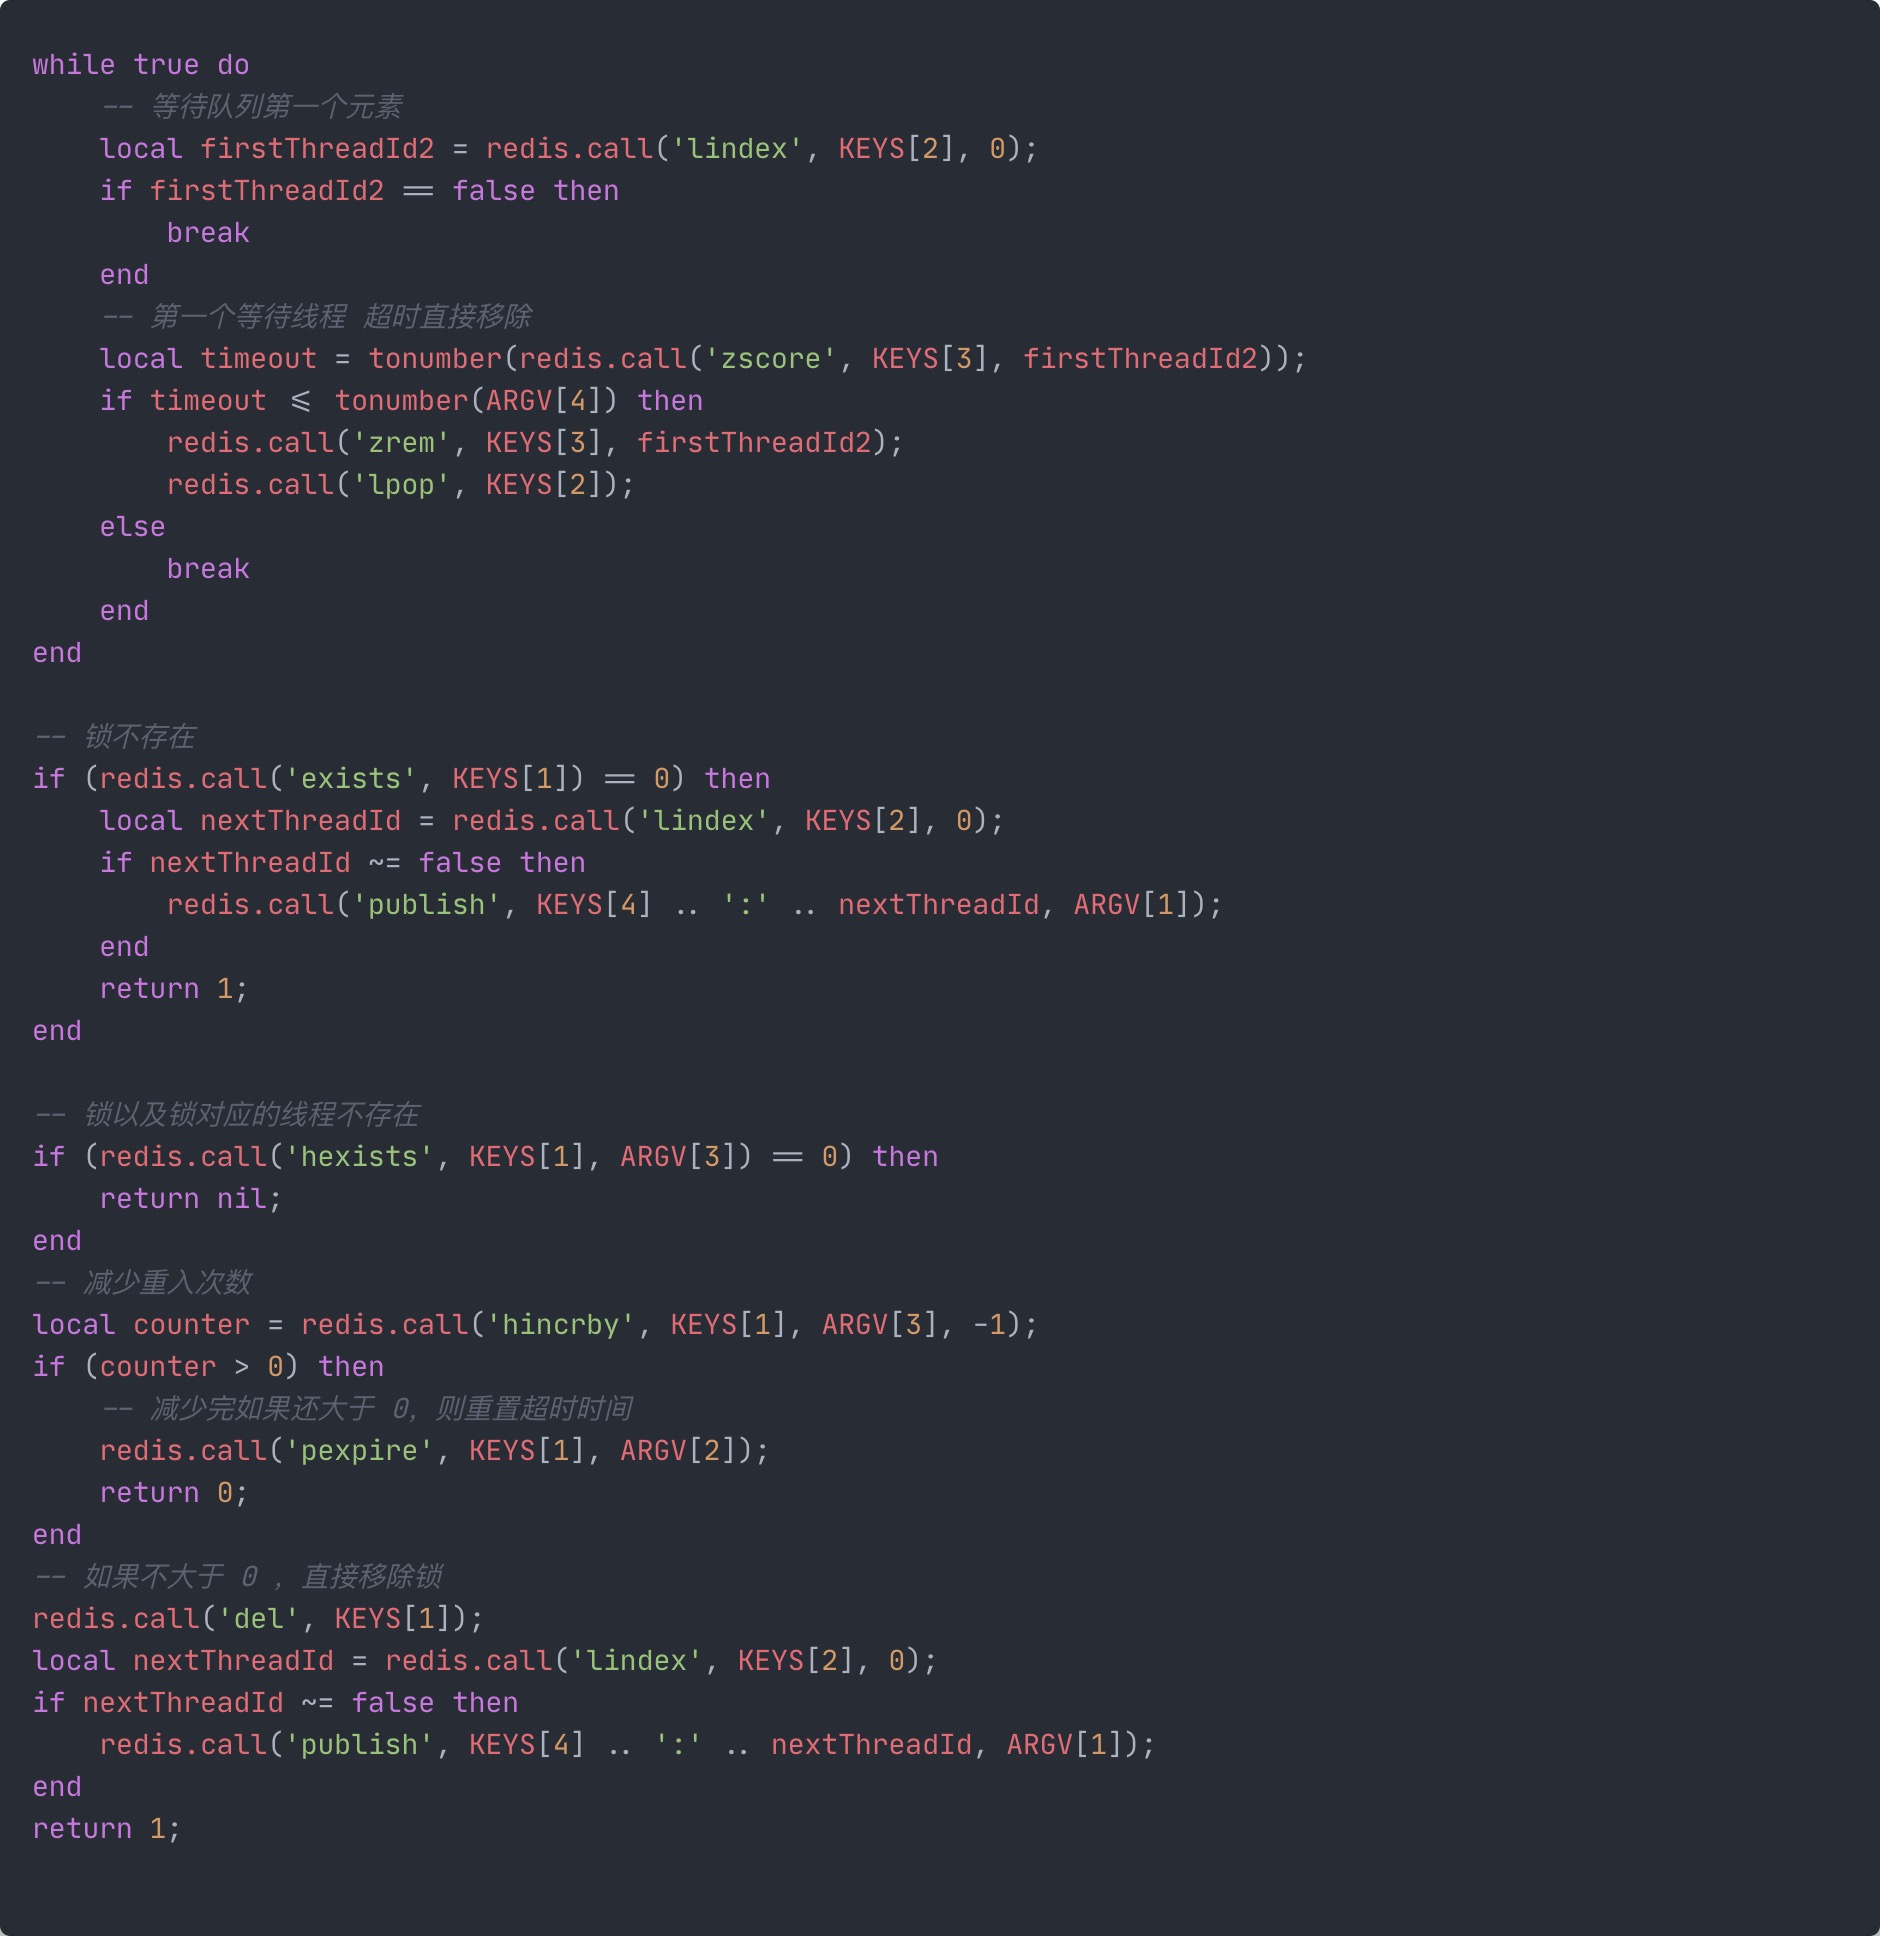 while true do
    -- 等待队列第一个元素
    local firstThreadId2 = redis.call('lindex', KEYS[2], 0);
    if firstThreadId2 == false then
        break
    end
    -- 第一个等待线程 超时直接移除
    local timeout = tonumber(redis.call('zscore', KEYS[3], firstThreadId2));
    if timeout <= tonumber(ARGV[4]) then
        redis.call('zrem', KEYS[3], firstThreadId2);
        redis.call('lpop', KEYS[2]);
    else
        break
    end
end

-- 锁不存在
if (redis.call('exists', KEYS[1]) == 0) then
    local nextThreadId = redis.call('lindex', KEYS[2], 0);
    if nextThreadId ~= false then
        redis.call('publish', KEYS[4] .. ':' .. nextThreadId, ARGV[1]);
    end
    return 1;
end

-- 锁以及锁对应的线程不存在
if (redis.call('hexists', KEYS[1], ARGV[3]) == 0) then
    return nil;
end
-- 减少重入次数
local counter = redis.call('hincrby', KEYS[1], ARGV[3], -1);
if (counter > 0) then
    -- 减少完如果还大于 0，则重置超时时间
    redis.call('pexpire', KEYS[1], ARGV[2]);
    return 0;
end
-- 如果不大于 0 ，直接移除锁
redis.call('del', KEYS[1]);
local nextThreadId = redis.call('lindex', KEYS[2], 0);
if nextThreadId ~= false then
    redis.call('publish', KEYS[4] .. ':' .. nextThreadId, ARGV[1]);
end
return 1;